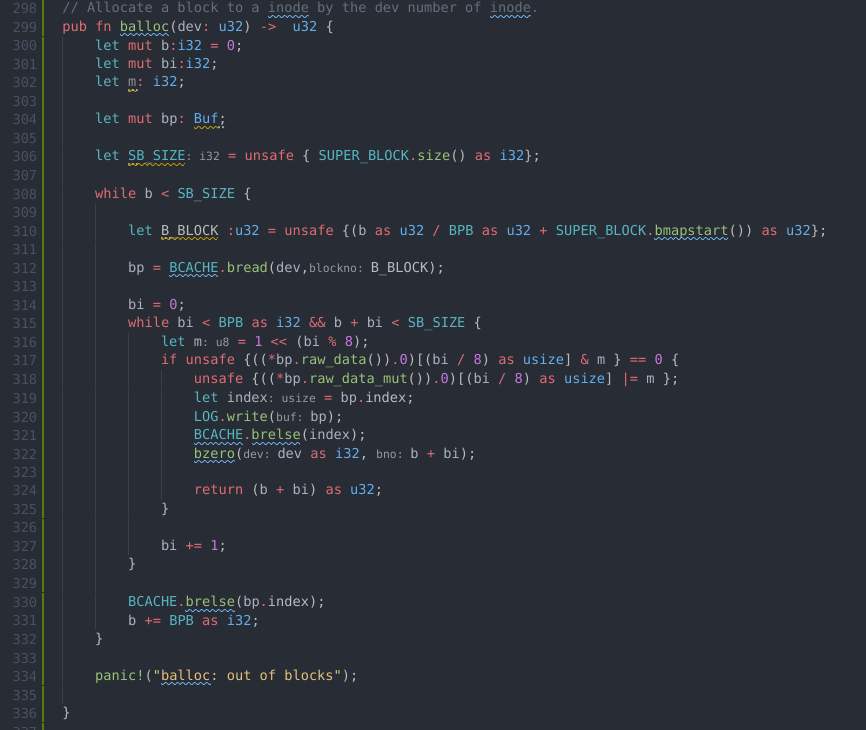 298 // Allocate a block to a inode by the dev number of inode.
299 pub fn balloc(dev: u32) ->  u32 {
300     let mut b:i32 = 0;
301     let mut bi:i32;
302     let m: i32;
303
304     let mut bp: Buf;
305
306     let SB_SIZE: i32 = unsafe { SUPER_BLOCK.size() as i32};
307
308     while b < SB_SIZE {
309
310         let B_BLOCK :u32 = unsafe {(b as u32 / BPB as u32 + SUPER_BLOCK.bmapstart()) as u32};
311
312         bp = BCACHE.bread(dev,blockno: B_BLOCK);
313
314         bi = 0;
315         while bi < BPB as i32 && b + bi < SB_SIZE {
316             let m: u8 = 1 << (bi % 8);
317             if unsafe {((*bp.raw_data()).0)[(bi / 8) as usize] & m } == 0 {
318                 unsafe {((*bp.raw_data_mut()).0)[(bi / 8) as usize] |= m };
319                 let index: usize = bp.index;
320                 LOG.write(buf: bp);
321                 BCACHE.brelse(index);
322                 bzero(dev: dev as i32, bno: b + bi);
323
324                 return (b + bi) as u32;
325             }
326
327             bi += 1;
328         }
329
330         BCACHE.brelse(bp.index);
331         b += BPB as i32;
332     }
333
334     panic!("balloc: out of blocks");
335
336 }